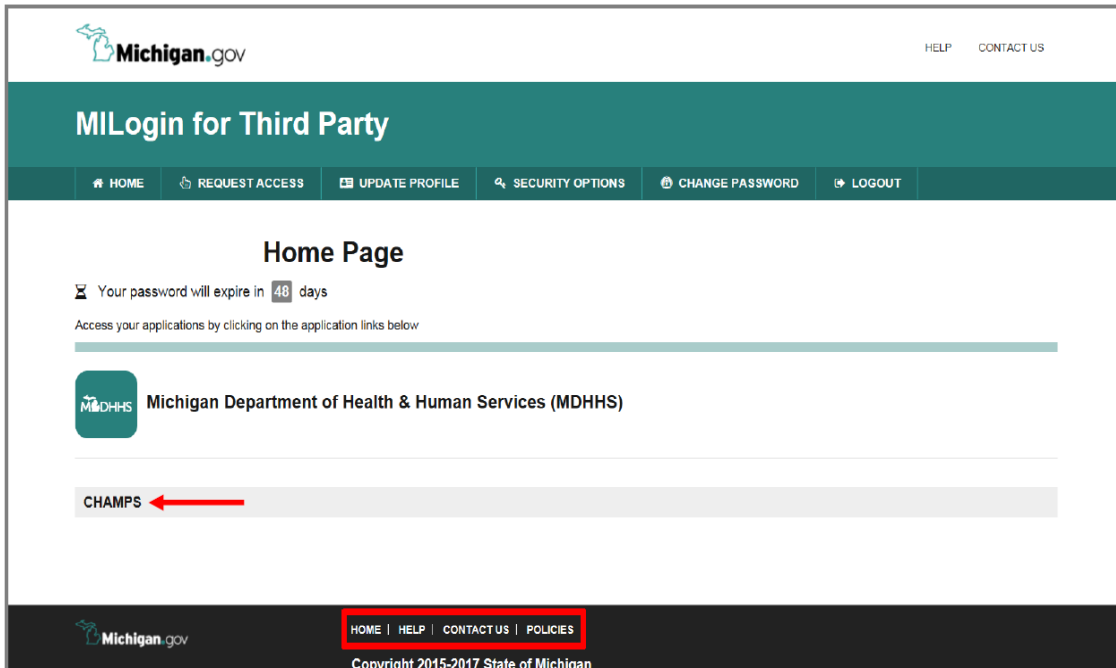 Michigan.gov
HELP CONTACT US
MILogin for Third Party
HOME REQUEST ACCESS UPDATE PROFILE SECURITY OPTIONS CHANGE PASSWORD LOGOUT
Home Page
Your password will expire in 48 days
Access your applications by clicking on the application links below
MDHHS
Michigan Department of Health & Human Services (MDHHS)
CHAMPS
Michigan.gov
HOME | HELP | CONTACT US | POLICIES
Copyright 2015-2017 State of Michigan